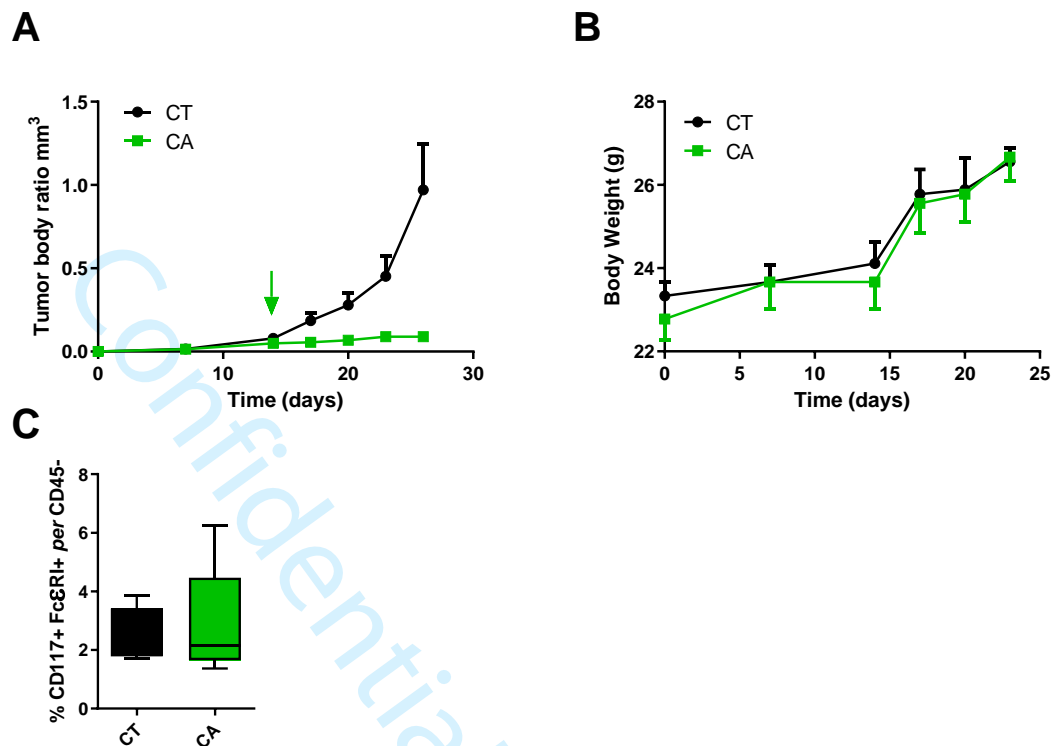 A
1.5
1.0
0.5
0.0
Tumor body ratio mm³
CT
CA
0
10
20
30
Time (days)
B
28
26
24
22
Body Weight (g)
CT
CA
0
5
10
15
20
25
Time (days)
C
8
6
4
2
0
% CD117+ FcƐRI+ per CD45-
CT
CA
Confidential